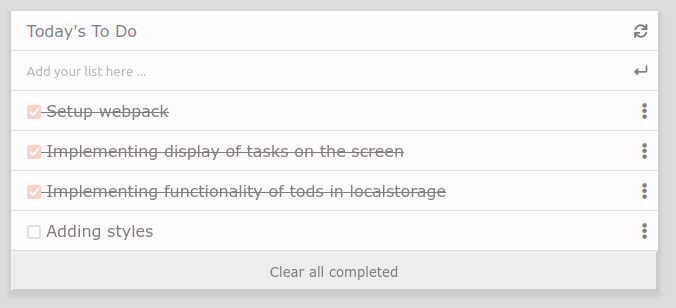 Today's To Do
Add your list here ...
Setup webpack
Implementing display of tasks on the screen
Implementing functionality of tods in localstorage
Adding styles
Clear all completed